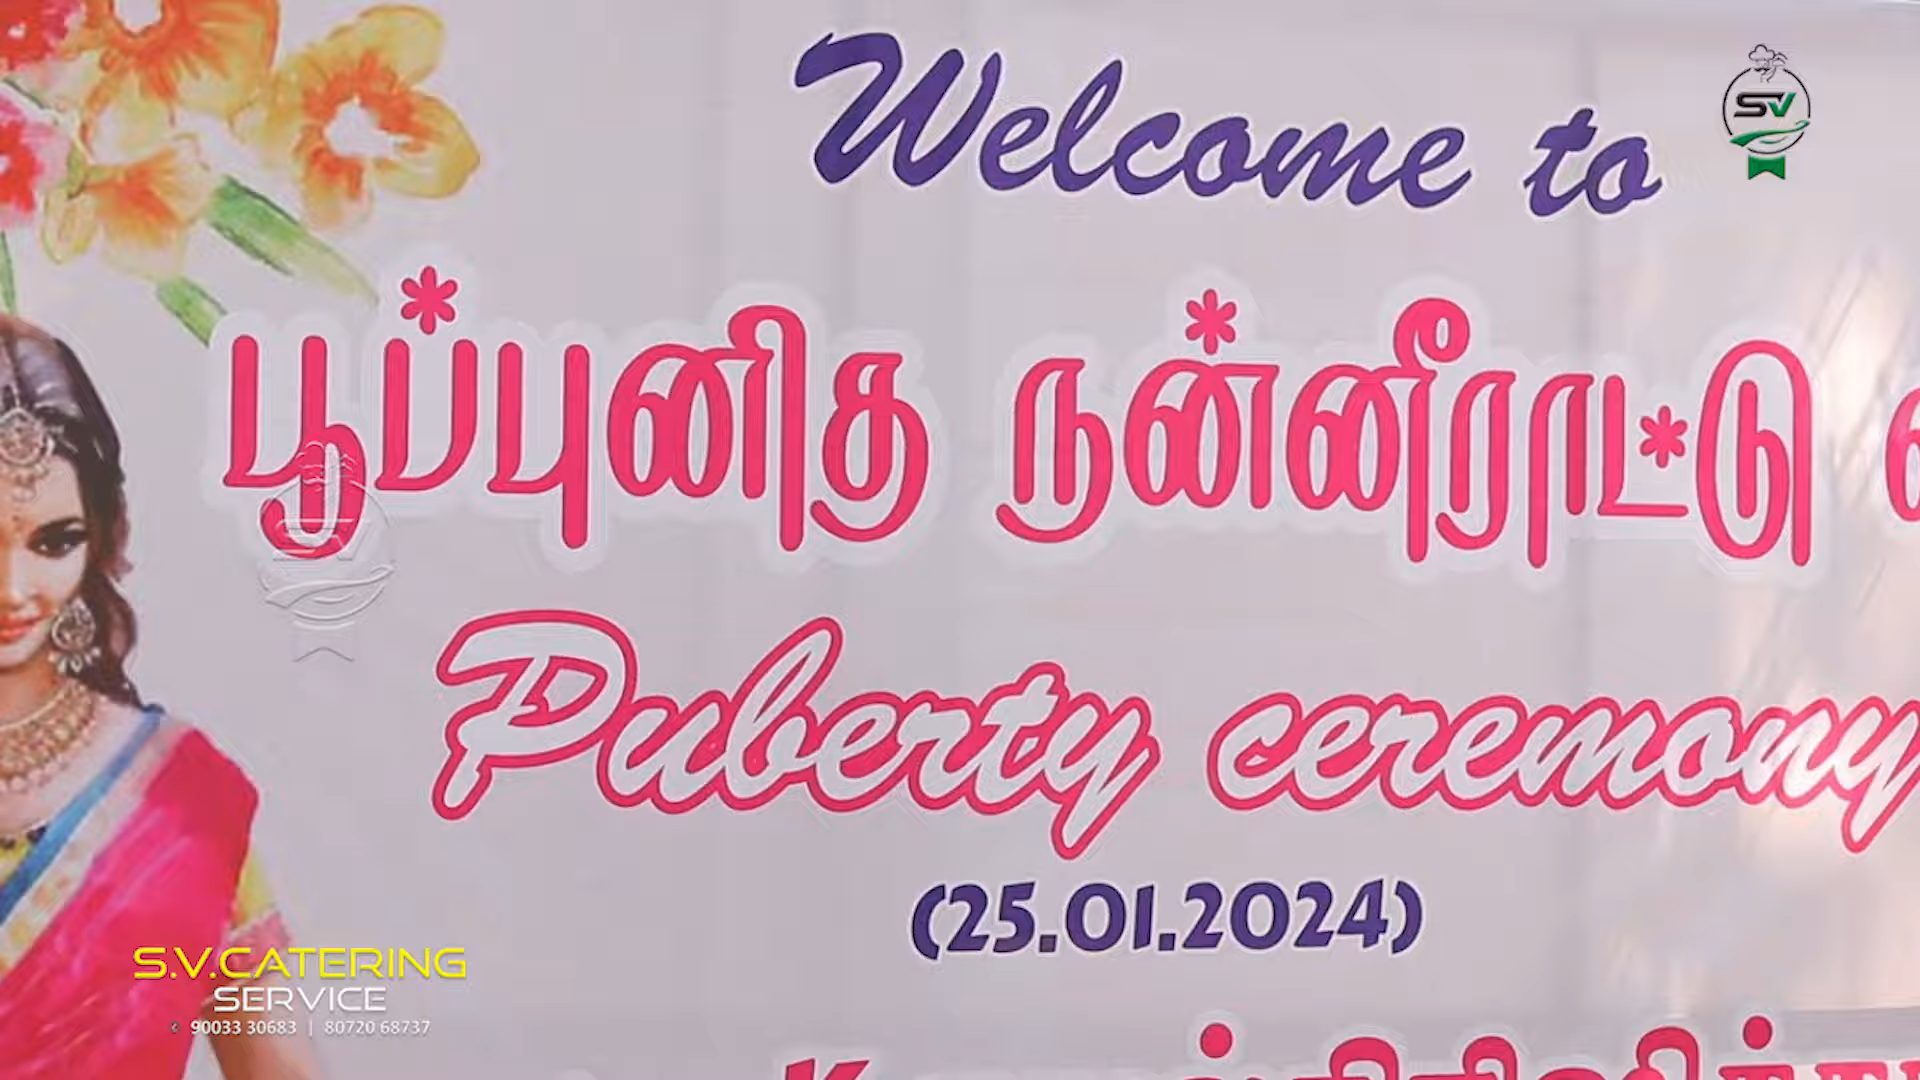 Welcome to
பூப்புனித நன்னீராட்டு
Puberty ceremony
(25.01.2024)
SV
S.V.CATERING
SERVICE
90033 30683 | 80720 68737